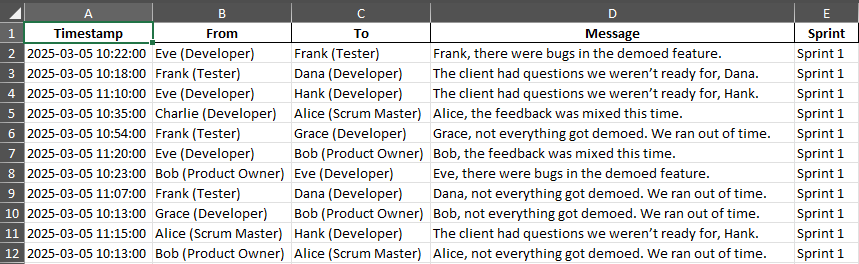 A B C D E
1 Timestamp From To Message Sprint
2 2025-03-05 10:22:00 Eve (Developer) Frank (Tester) Frank, there were bugs in the demoed feature. Sprint 1
3 2025-03-05 10:18:00 Frank (Tester) Dana (Developer) The client had questions we weren’t ready for, Dana. Sprint 1
4 2025-03-05 11:10:00 Eve (Developer) Hank (Developer) The client had questions we weren’t ready for, Hank. Sprint 1
5 2025-03-05 10:35:00 Charlie (Developer) Alice (Scrum Master) Alice, the feedback was mixed this time. Sprint 1
6 2025-03-05 10:54:00 Frank (Tester) Grace (Developer) Grace, not everything got demoed. We ran out of time. Sprint 1
7 2025-03-05 11:20:00 Eve (Developer) Bob (Product Owner) Bob, the feedback was mixed this time. Sprint 1
8 2025-03-05 10:23:00 Bob (Product Owner) Eve (Developer) Eve, there were bugs in the demoed feature. Sprint 1
9 2025-03-05 11:07:00 Frank (Tester) Dana (Developer) Dana, not everything got demoed. We ran out of time. Sprint 1
10 2025-03-05 10:13:00 Grace (Developer) Bob (Product Owner) Bob, not everything got demoed. We ran out of time. Sprint 1
11 2025-03-05 11:15:00 Alice (Scrum Master) Hank (Developer) The client had questions we weren’t ready for, Hank. Sprint 1
12 2025-03-05 10:13:00 Bob (Product Owner) Alice (Scrum Master) Alice, not everything got demoed. We ran out of time. Sprint 1